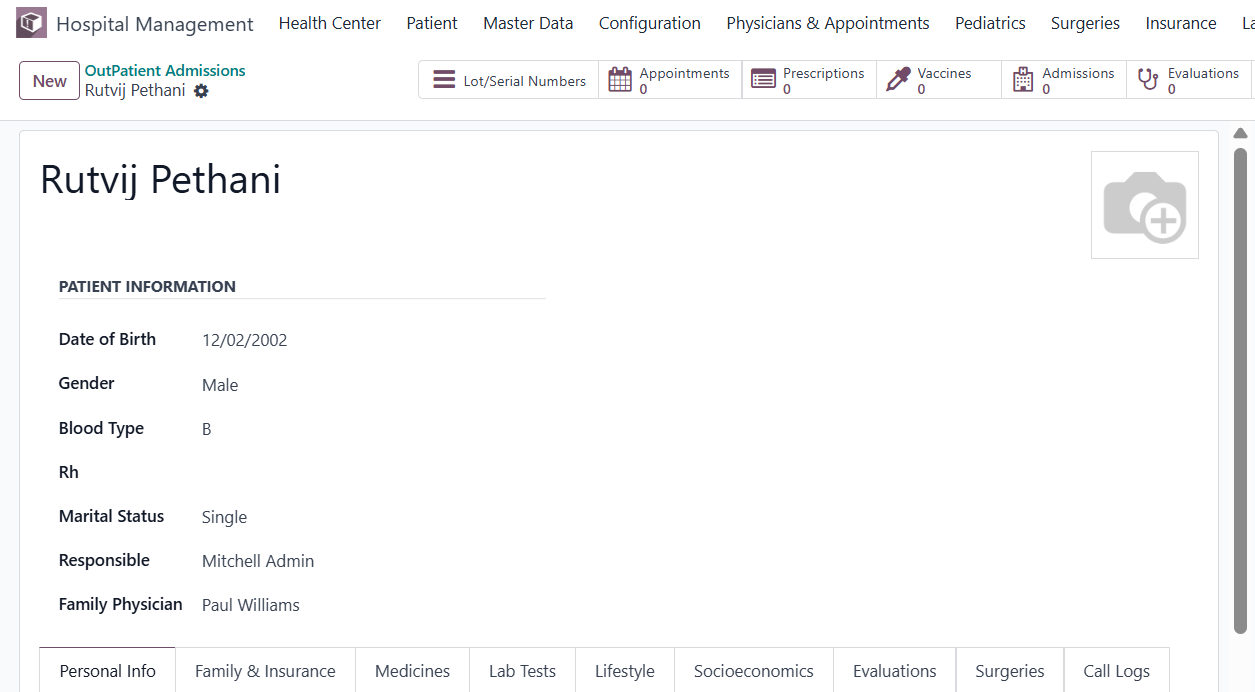 Hospital Management Health Center Patient Master Data Configuration Physicians & Appointments Pediatrics Surgeries Insurance
New
OutPatient Admissions
Rutvij Pethani
Lot/Serial Numbers
Appointments
0
Prescriptions
0
Vaccines
0
Admissions
0
Evaluations
0
Rutvij Pethani
PATIENT INFORMATION
Date of Birth 12/02/2002
Gender Male
Blood Type B
Rh
Marital Status Single
Responsible Mitchell Admin
Family Physician Paul Williams
Personal Info Family & Insurance Medicines Lab Tests Lifestyle Socioeconomics Evaluations Surgeries Call Logs